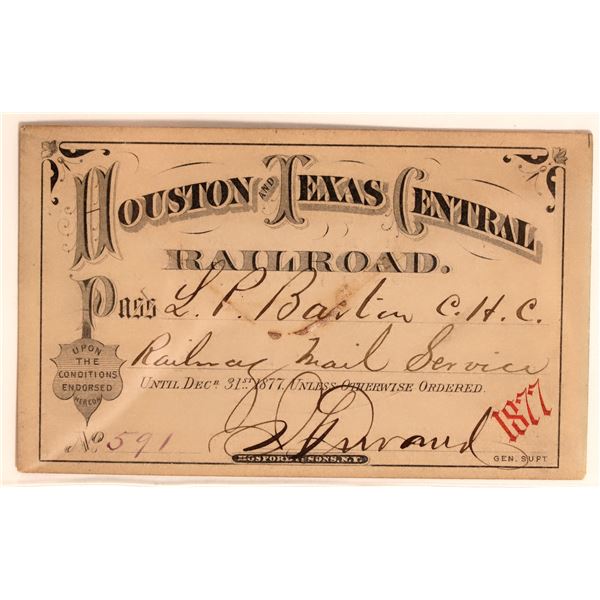 HOUSTON AND TEXAS CENTRAL
RAILROAD.
Pass L. P. Bartin C. H. C.
Railway Mail Service
UNTIL DECR. 31ST 1877, UNLESS OTHERWISE ORDERED.
UPON
THE
CONDITIONS
ENDORSED
HEREON
No 591
1877
HOSFORD & SONS, N.Y.
GEN. SUPT.